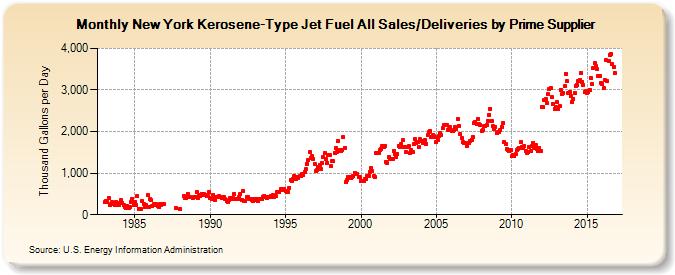 Monthly New York Kerosene-Type Jet Fuel All Sales/Deliveries by Prime Supplier
Thousand Gallons per Day
4,000
3,000
2,000
1,000
0
1985 1990 1995 2000 2005 2010 2015
Source: U.S. Energy Information Administration